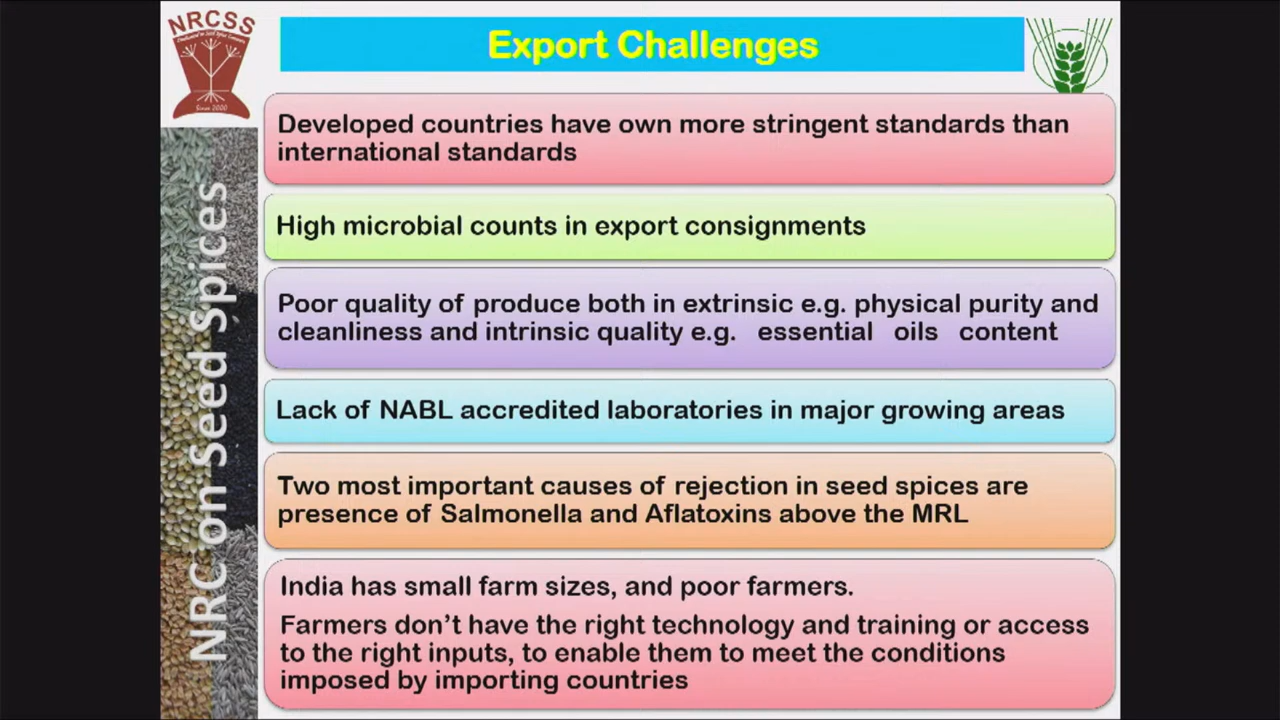 NRCSS
Since 2000
NRC on Seed Spices
Export Challenges
Developed countries have own more stringent standards than
international standards
High microbial counts in export consignments
Poor quality of produce both in extrinsic e.g. physical purity and
cleanliness and intrinsic quality e.g. essential oils content
Lack of NABL accredited laboratories in major growing areas
Two most important causes of rejection in seed spices are
presence of Salmonella and Aflatoxins above the MRL
India has small farm sizes, and poor farmers.
Farmers don't have the right technology and training or access
to the right inputs, to enable them to meet the conditions
imposed by importing countries